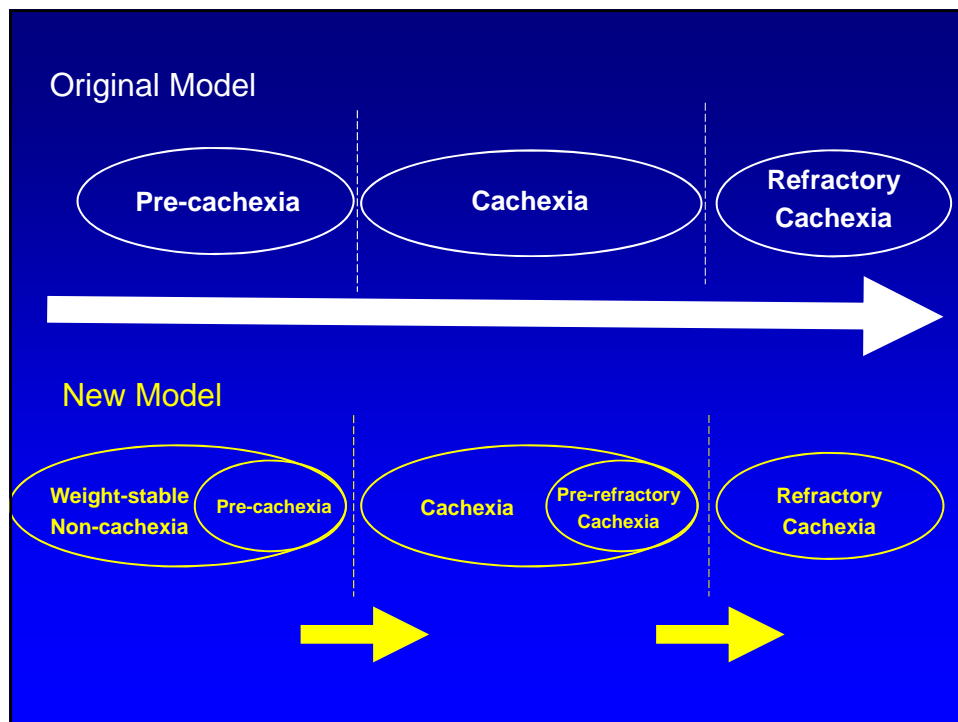 Original Model
Pre-cachexia
Cachexia
Refractory
Cachexia
New Model
Weight-stable
Non-cachexia
Pre-cachexia
Cachexia
Pre-refractory
Cachexia
Refractory
Cachexia